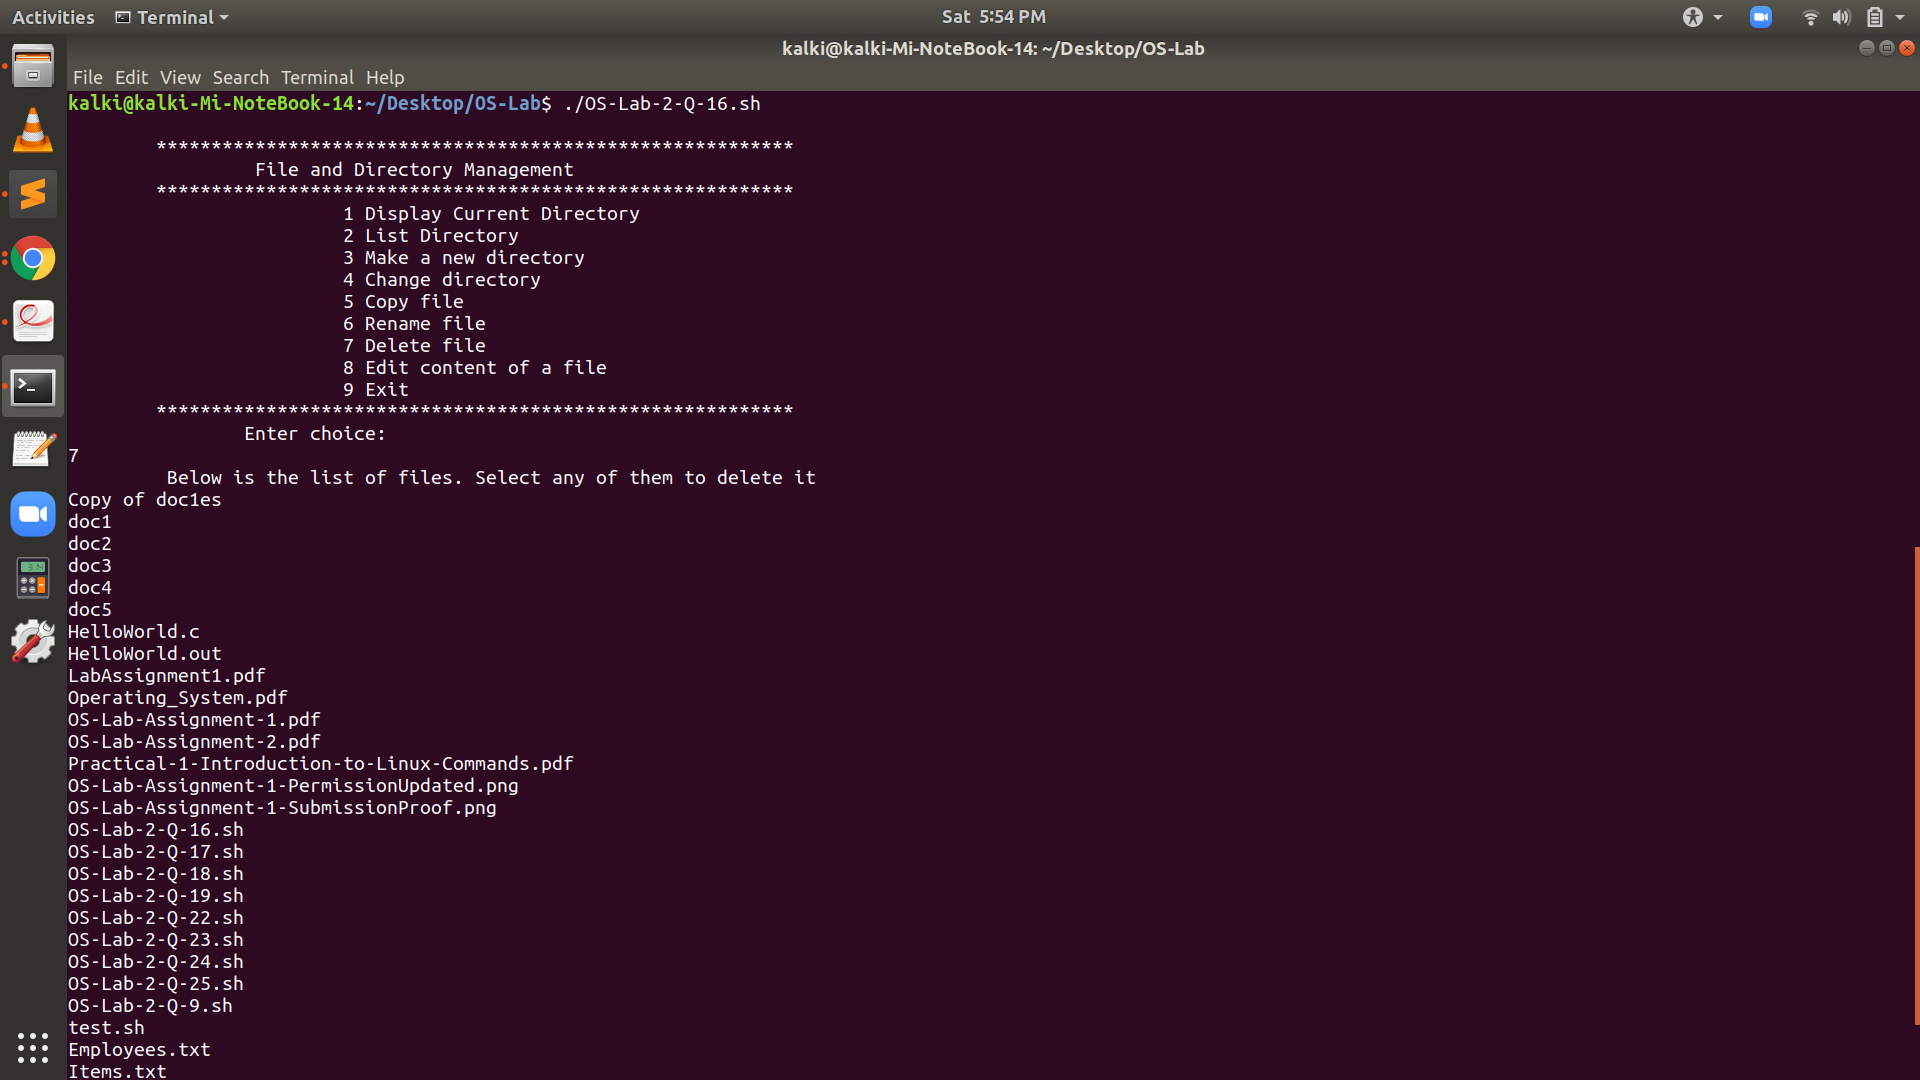 Activities Terminal Sat 5:54 PM
kalki@kalki-Mi-NoteBook-14: ~/Desktop/OS-Lab
File Edit View Search Terminal Help
kalki@kalki-Mi-NoteBook-14:~/Desktop/OS-Lab$ ./OS-Lab-2-Q-16.sh
**********************************************************
File and Directory Management
**********************************************************
1 Display Current Directory
2 List Directory
3 Make a new directory
4 Change directory
5 Copy file
6 Rename file
7 Delete file
8 Edit content of a file
9 Exit
**********************************************************
Enter choice:
7
Below is the list of files. Select any of them to delete it
Copy of doc1es
doc1
doc2
doc3
doc4
doc5
HelloWorld.c
HelloWorld.out
LabAssignment1.pdf
Operating_System.pdf
OS-Lab-Assignment-1.pdf
OS-Lab-Assignment-2.pdf
Practical-1-Introduction-to-Linux-Commands.pdf
OS-Lab-Assignment-1-PermissionUpdated.png
OS-Lab-Assignment-1-SubmissionProof.png
OS-Lab-2-Q-16.sh
OS-Lab-2-Q-17.sh
OS-Lab-2-Q-18.sh
OS-Lab-2-Q-19.sh
OS-Lab-2-Q-22.sh
OS-Lab-2-Q-23.sh
OS-Lab-2-Q-24.sh
OS-Lab-2-Q-25.sh
OS-Lab-2-Q-9.sh
test.sh
Employees.txt
Items.txt